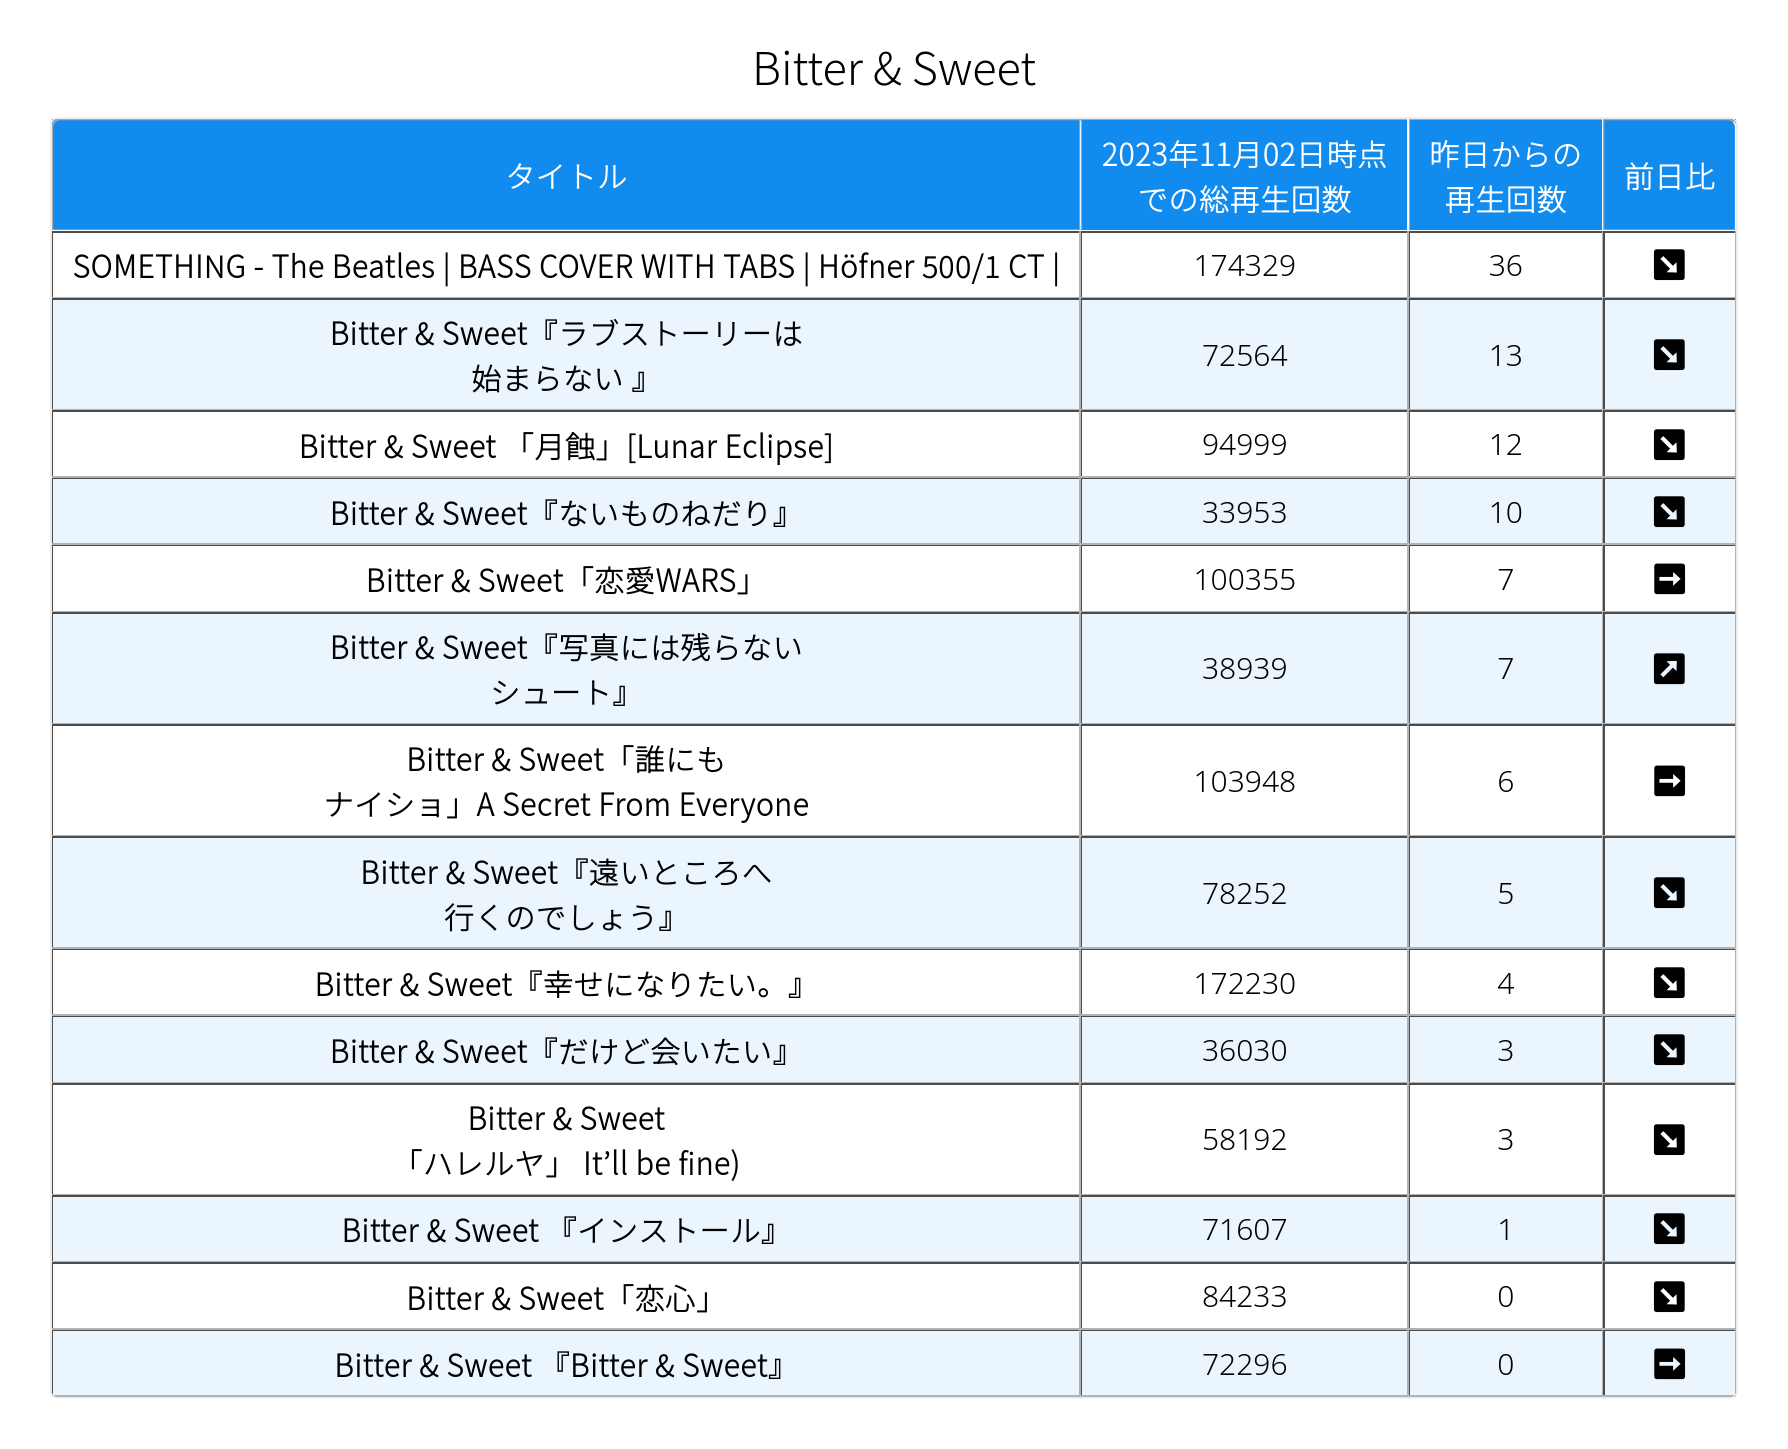 Bitter & Sweet
タイトル
2023年11月02日時点
での総再生回数
昨日からの
再生回数
前日比
SOMETHING - The Beatles | BASS COVER WITH TABS | Höfner 500/1 CT |
174329
36
Bitter & Sweet『ラブストーリーは
始まらない 』
72564
13
Bitter & Sweet 「月蝕」[Lunar Eclipse]
94999
12
Bitter & Sweet『ないものねだり』
33953
10
Bitter & Sweet「恋愛WARS」
100355
7
Bitter & Sweet『写真には残らない
シュート』
38939
7
Bitter & Sweet「誰にも
ナイショ」A Secret From Everyone
103948
6
Bitter & Sweet『遠いところへ
行くのでしょう』
78252
5
Bitter & Sweet『幸せになりたい。』
172230
4
Bitter & Sweet『だけど会いたい』
36030
3
Bitter & Sweet
「ハレルヤ」 It’ll be fine)
58192
3
Bitter & Sweet 『インストール』
71607
1
Bitter & Sweet「恋心」
84233
0
Bitter & Sweet 『Bitter & Sweet』
72296
0